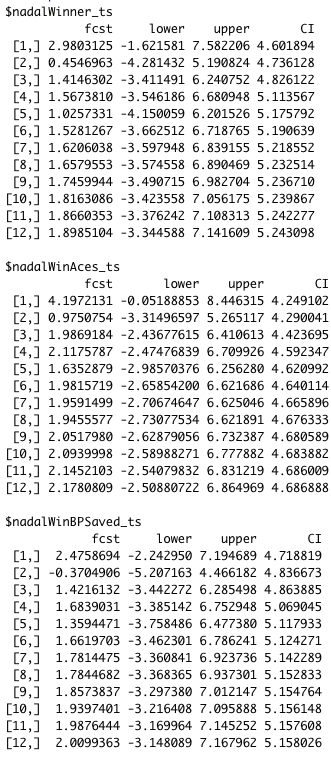 $nadalWinner_ts
fcst lower upper CI
[1,] 2.9803125 -1.621581 7.582206 4.601894
[2,] 0.4546963 -4.281432 5.190824 4.736128
[3,] 1.4146302 -3.411491 6.240752 4.826122
[4,] 1.5673810 -3.546186 6.680948 5.113567
[5,] 1.0257331 -4.150059 6.201526 5.175792
[6,] 1.5281267 -3.662512 6.718765 5.190639
[7,] 1.6206038 -3.597948 6.839155 5.218552
[8,] 1.6579553 -3.574558 6.890469 5.232514
[9,] 1.7459944 -3.490715 6.982704 5.236710
[10,] 1.8163086 -3.423558 7.056175 5.239867
[11,] 1.8660353 -3.376242 7.108313 5.242277
[12,] 1.8985104 -3.344588 7.141609 5.243098
$nadalWinAces_ts
fcst lower upper CI
[1,] 4.1972131 -0.05188853 8.446315 4.249102
[2,] 0.9750754 -3.31496597 5.265117 4.290041
[3,] 1.9869184 -2.43677615 6.410613 4.423695
[4,] 2.1175787 -2.47476839 6.709926 4.592347
[5,] 1.6352879 -2.98570376 6.256280 4.620992
[6,] 1.9815719 -2.65854200 6.621686 4.640114
[7,] 1.9591499 -2.70674647 6.625046 4.665896
[8,] 1.9455577 -2.73077534 6.621891 4.676333
[9,] 2.0517980 -2.62879056 6.732387 4.680589
[10,] 2.0939998 -2.58988271 6.777882 4.683882
[11,] 2.1452103 -2.54079832 6.831219 4.686009
[12,] 2.1780809 -2.50880722 6.864969 4.686888
$nadalWinBPSaved_ts
fcst lower upper CI
[1,] 2.4758694 -2.242950 7.194689 4.718819
[2,] -0.3704906 -5.207163 4.466182 4.836673
[3,] 1.4216132 -3.442272 6.285498 4.863885
[4,] 1.6839031 -3.385142 6.752948 5.069045
[5,] 1.3594471 -3.758486 6.477380 5.117933
[6,] 1.6619703 -3.462301 6.786241 5.124271
[7,] 1.7814475 -3.360841 6.923736 5.142289
[8,] 1.7844682 -3.368365 6.937301 5.152833
[9,] 1.8573837 -3.297380 7.012147 5.154764
[10,] 1.9397401 -3.216408 7.095888 5.156148
[11,] 1.9876444 -3.169964 7.145252 5.157608
[12,] 2.0099363 -3.148089 7.167962 5.158026